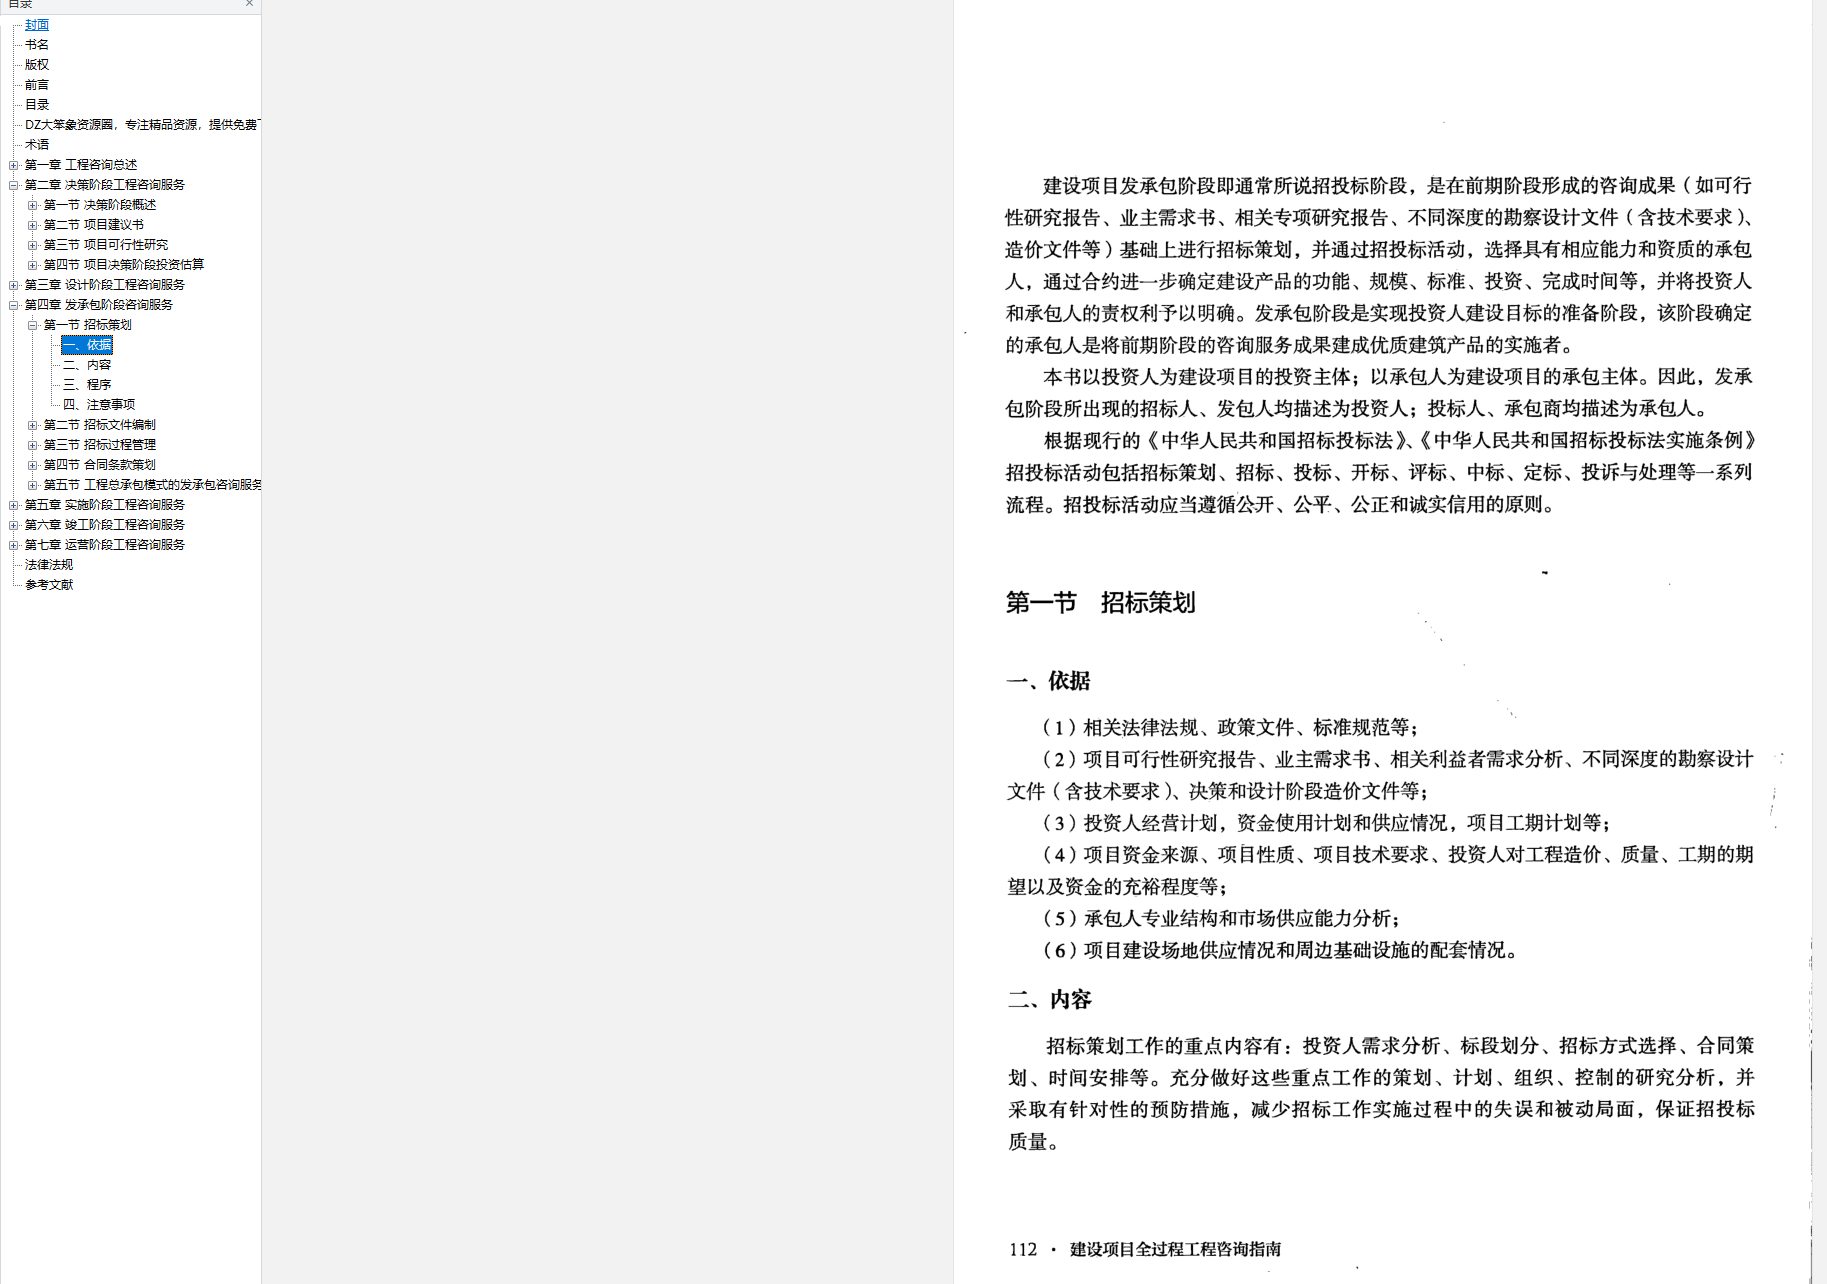 目录
封面
书名
版权
前言
目录
DZ大笨象资源圈，专注精品资源，提供免费
术语
第一章 工程咨询总述
第二章 决策阶段工程咨询服务
第一节 决策阶段概述
第二节 项目建议书
第三节 项目可行性研究
第四节 项目决策阶段投资估算
第三章 设计阶段工程咨询服务
第四章 发承包阶段咨询服务
第一节 招标策划
一、依据
二、内容
三、程序
四、注意事项
第二节 招标文件编制
第三节 招标过程管理
第四节 合同条款策划
第五节 工程总承包模式的发承包咨询服务
第五章 实施阶段工程咨询服务
第六章 竣工阶段工程咨询服务
第七章 运营阶段工程咨询服务
法律法规
参考文献
建设项目发承包阶段即通常所说招投标阶段，是在前期阶段形成的咨询成果（如可行
性研究报告、业主需求书、相关专项研究报告、不同深度的勘察设计文件（含技术要求）、
造价文件等）基础上进行招标策划，并通过招投标活动，选择具有相应能力和资质的承包
人，通过合约进一步确定建设产品的功能、规模、标准、投资、完成时间等，并将投资人
和承包人的责权利予以明确。发承包阶段是实现投资人建设目标的准备阶段，该阶段确定
的承包人是将前期阶段的咨询服务成果建成优质建筑产品的实施者。
本书以投资人为建设项目的投资主体；以承包人为建设项目的承包主体。因此，发承
包阶段所出现的招标人、发包人均描述为投资人；投标人、承包商均描述为承包人。
根据现行的《中华人民共和国招标投标法》、《中华人民共和国招标投标法实施条例》
招投标活动包括招标策划、招标、投标、开标、评标、中标、定标、投诉与处理等一系列
流程。招投标活动应当遵循公开、公平、公正和诚实信用的原则。
第一节 招标策划
一、依据
（1）相关法律法规、政策文件、标准规范等；
（2）项目可行性研究报告、业主需求书、相关利益者需求分析、不同深度的勘察设计
文件（含技术要求）、决策和设计阶段造价文件等；
（3）投资人经营计划，资金使用计划和供应情况，项目工期计划等；
（4）项目资金来源、项目性质、项目技术要求、投资人对工程造价、质量、工期的期
望以及资金的充裕程度等；
（5）承包人专业结构和市场供应能力分析；
（6）项目建设场地供应情况和周边基础设施的配套情况。
二、内容
招标策划工作的重点内容有：投资人需求分析、标段划分、招标方式选择、合同策
划、时间安排等。充分做好这些重点工作的策划、计划、组织、控制的研究分析，并
采取有针对性的预防措施，减少招标工作实施过程中的失误和被动局面，保证招投标
质量。
112 · 建设项目全过程工程咨询指南